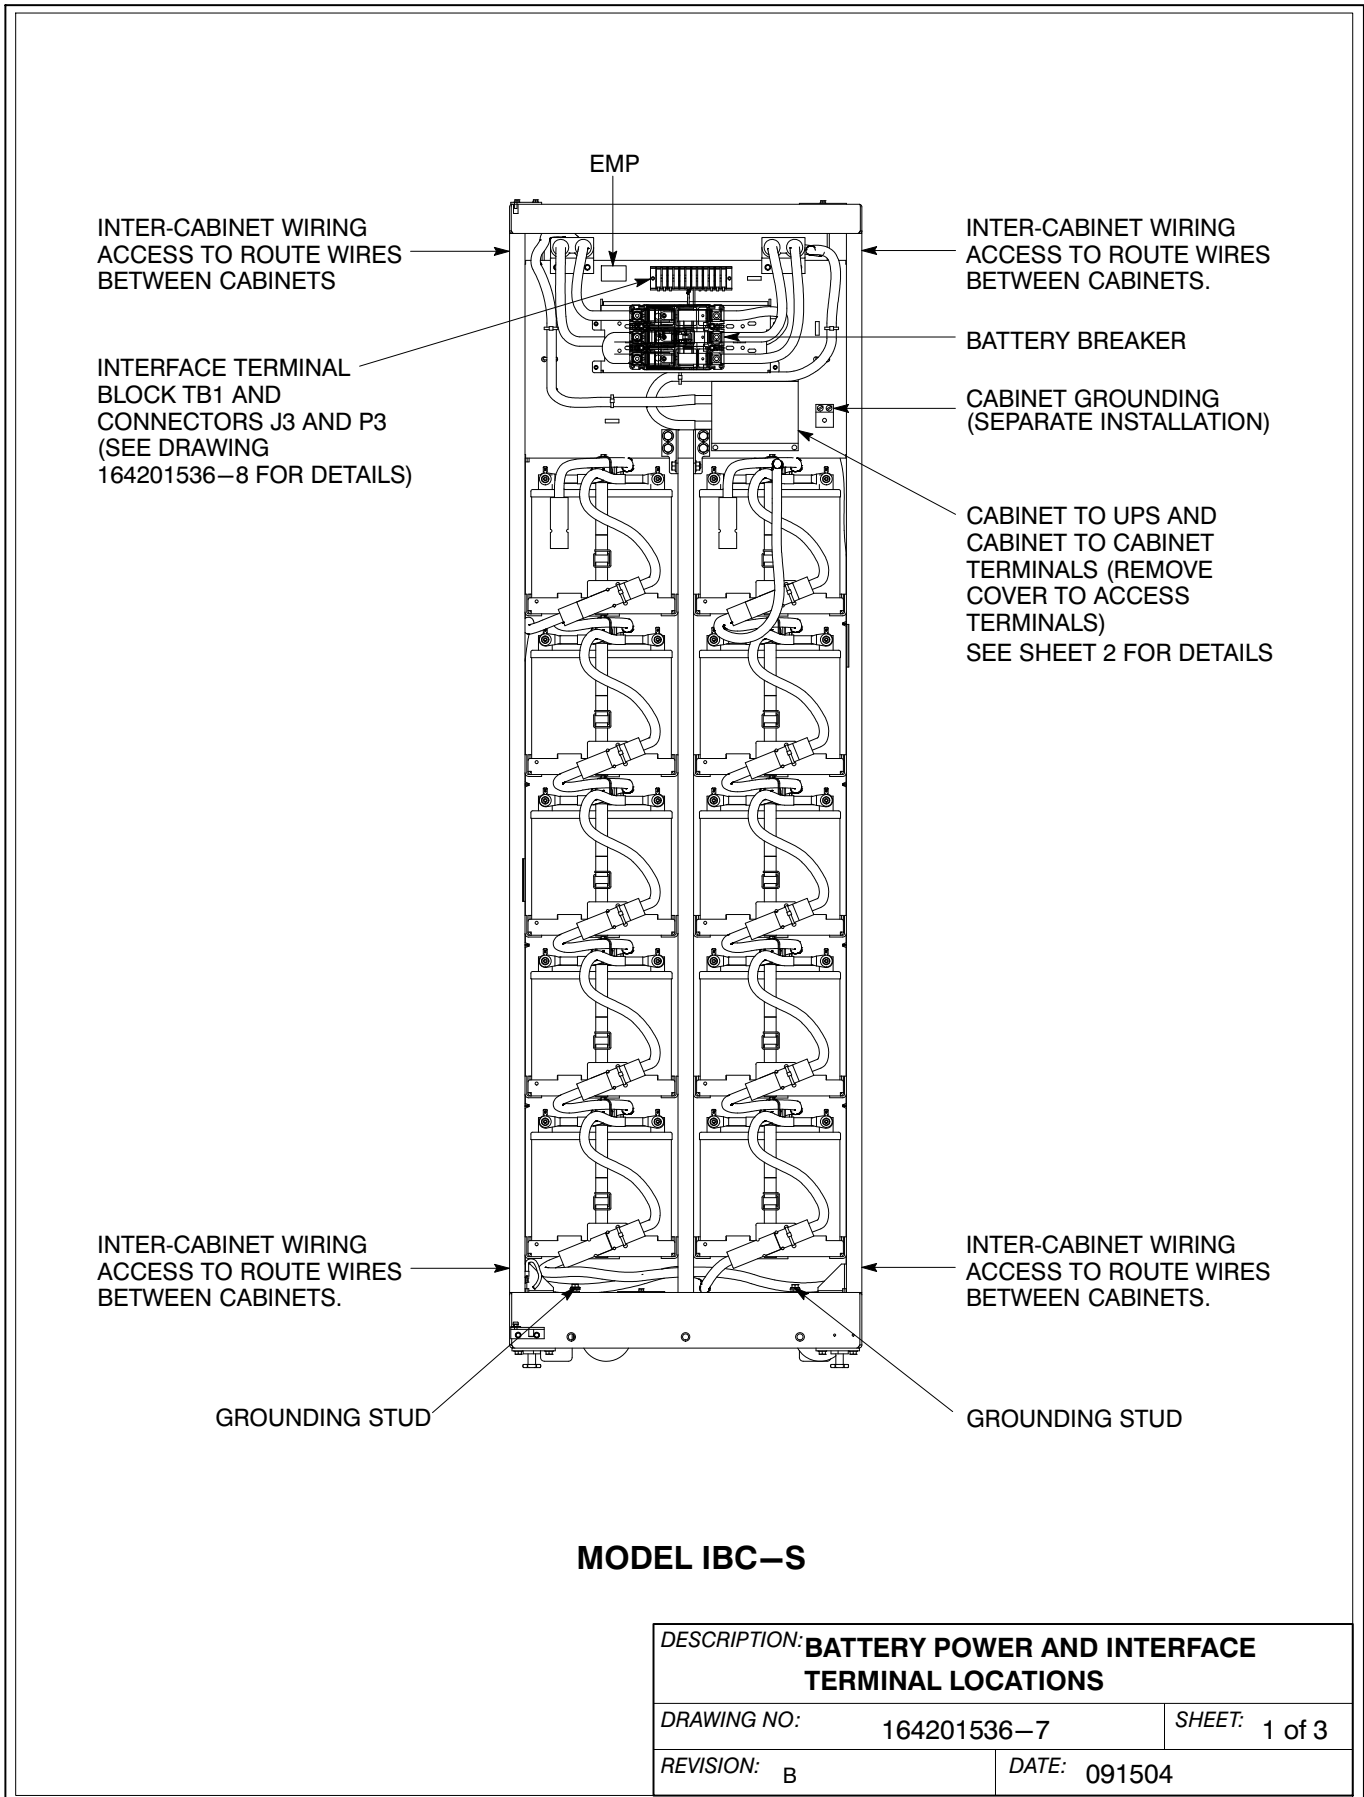 EMP
INTER-CABINET WIRING
ACCESS TO ROUTE WIRES
BETWEEN CABINETS
INTERFACE TERMINAL
BLOCK TB1 AND
CONNECTORS J3 AND P3
(SEE DRAWING
164201536–8 FOR DETAILS)
INTER-CABINET WIRING
ACCESS TO ROUTE WIRES
BETWEEN CABINETS.
BATTERY BREAKER
CABINET GROUNDING
(SEPARATE INSTALLATION)
CABINET TO UPS AND
CABINET TO CABINET
TERMINALS (REMOVE
COVER TO ACCESS
TERMINALS)
SEE SHEET 2 FOR DETAILS
INTER-CABINET WIRING
ACCESS TO ROUTE WIRES
BETWEEN CABINETS.
INTER-CABINET WIRING
ACCESS TO ROUTE WIRES
BETWEEN CABINETS.
GROUNDING STUD
GROUNDING STUD
MODEL IBC–S
DESCRIPTION: BATTERY POWER AND INTERFACE
TERMINAL LOCATIONS
DRAWING NO: 164201536–7 SHEET: 1 of 3
REVISION: B DATE: 091504